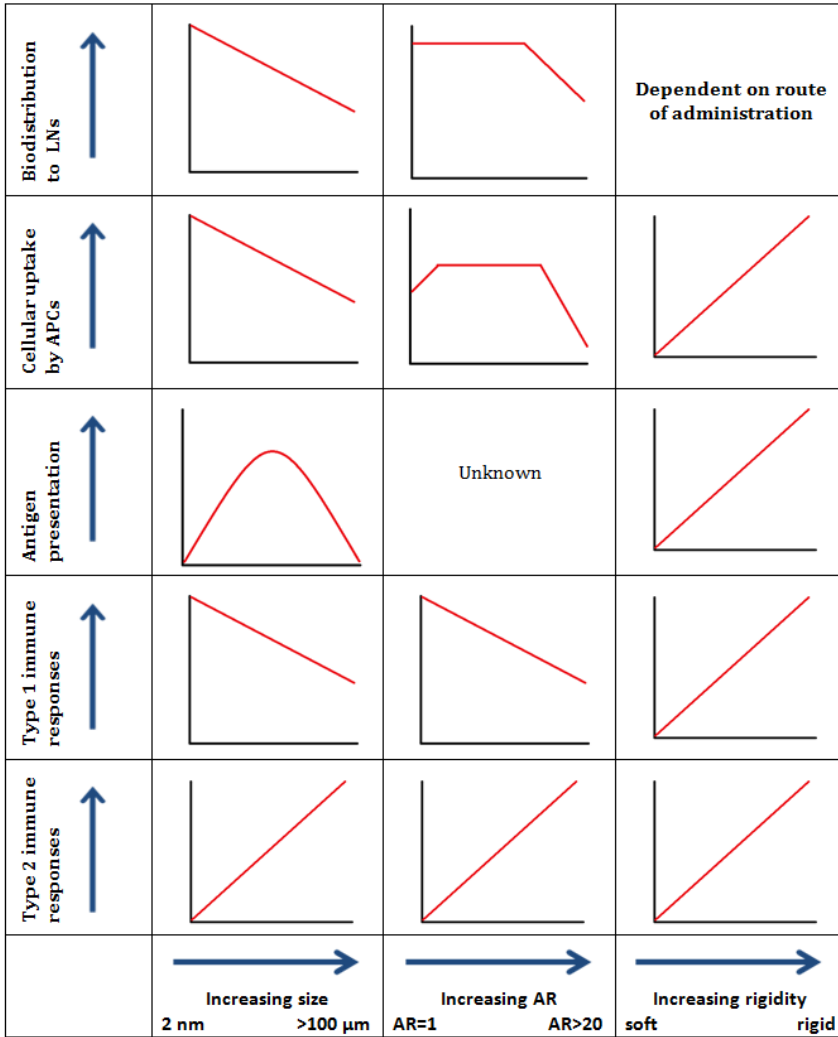 Biodistribution
to LNs
Dependent on route
of administration
Cellular uptake
by APCs
Antigen
presentation
Unknown
Type 1 immune
responses
Type 2 immune
responses
Increasing size
2 nm >100 µm
Increasing AR
AR=1 AR>20
Increasing rigidity
soft rigid